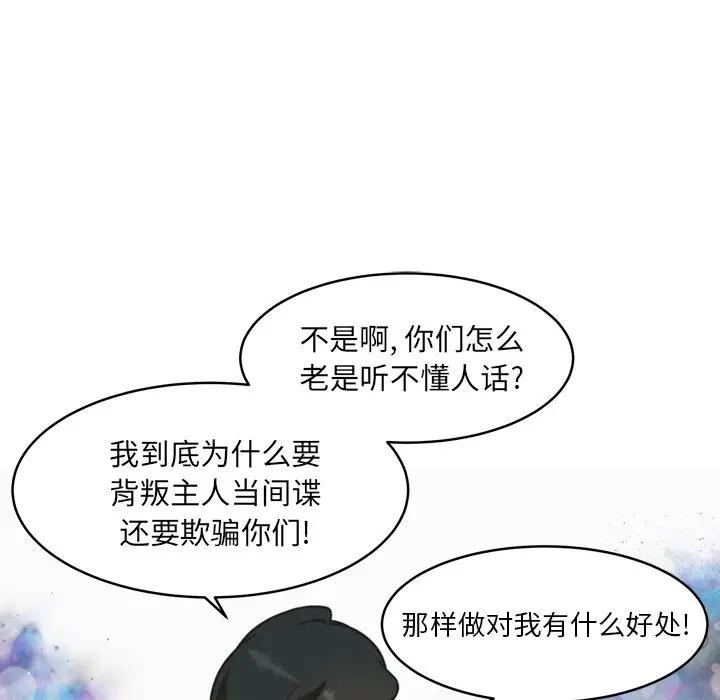 不是啊, 你们怎么
老是听不懂人话?
我到底为什么要
背叛主人当间谍
还要欺骗你们!
那样做对我有什么好处!